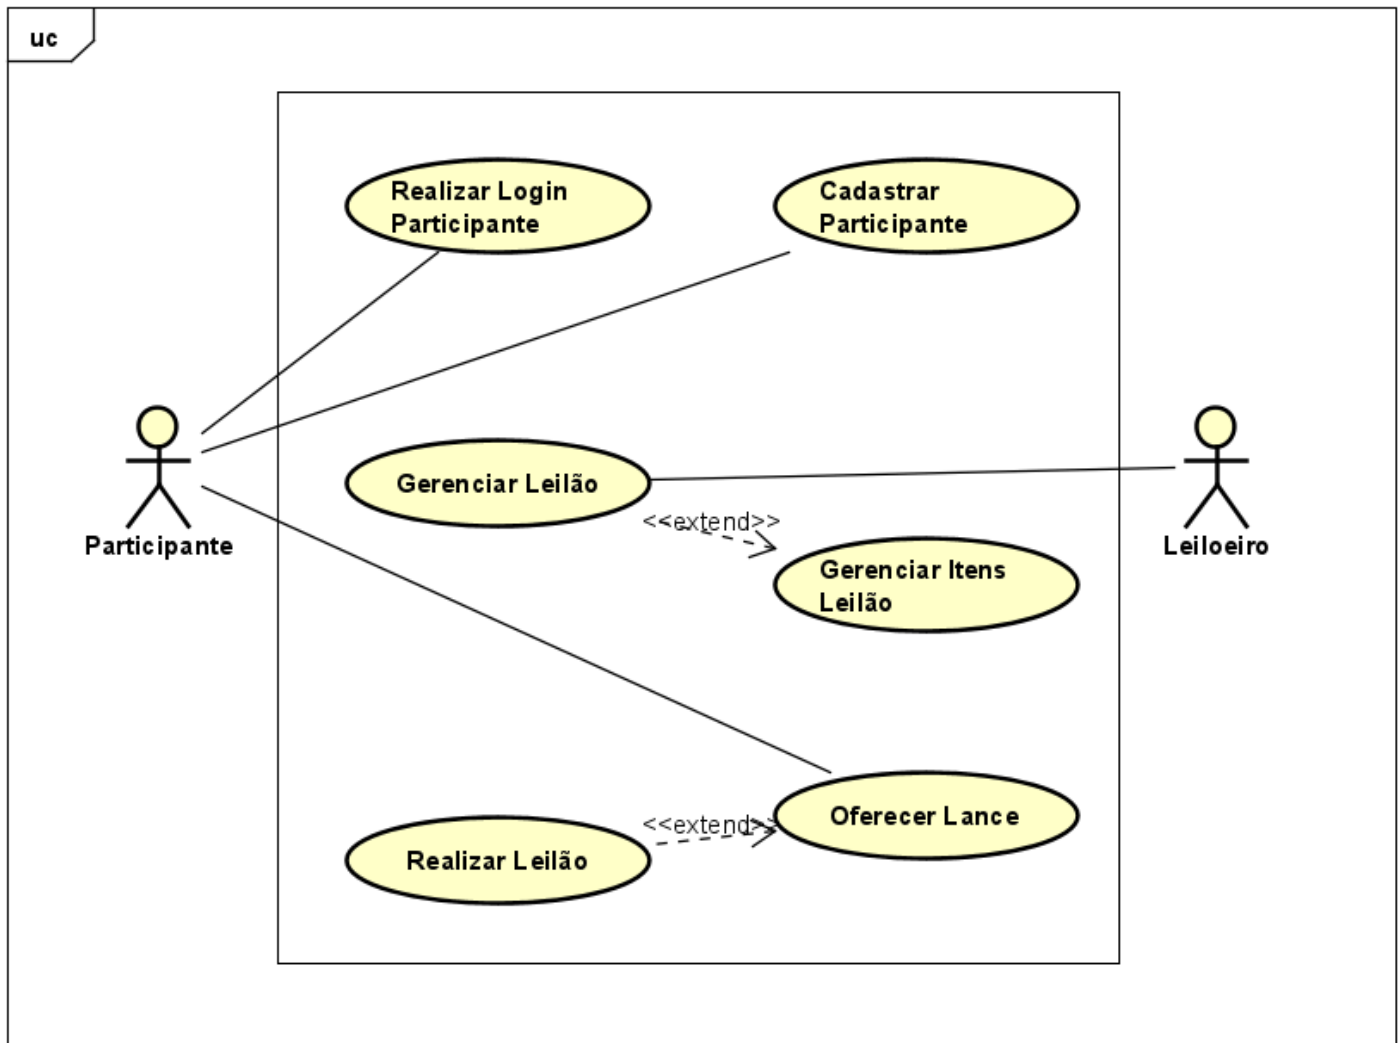 uc
Realizar Login
Participante
Cadastrar
Participante
Gerenciar Leilão
<<extend>>
Participante
Leiloeiro
Gerenciar Itens
Leilão
Oferecer Lance
<<extend>>
Realizar Leilão